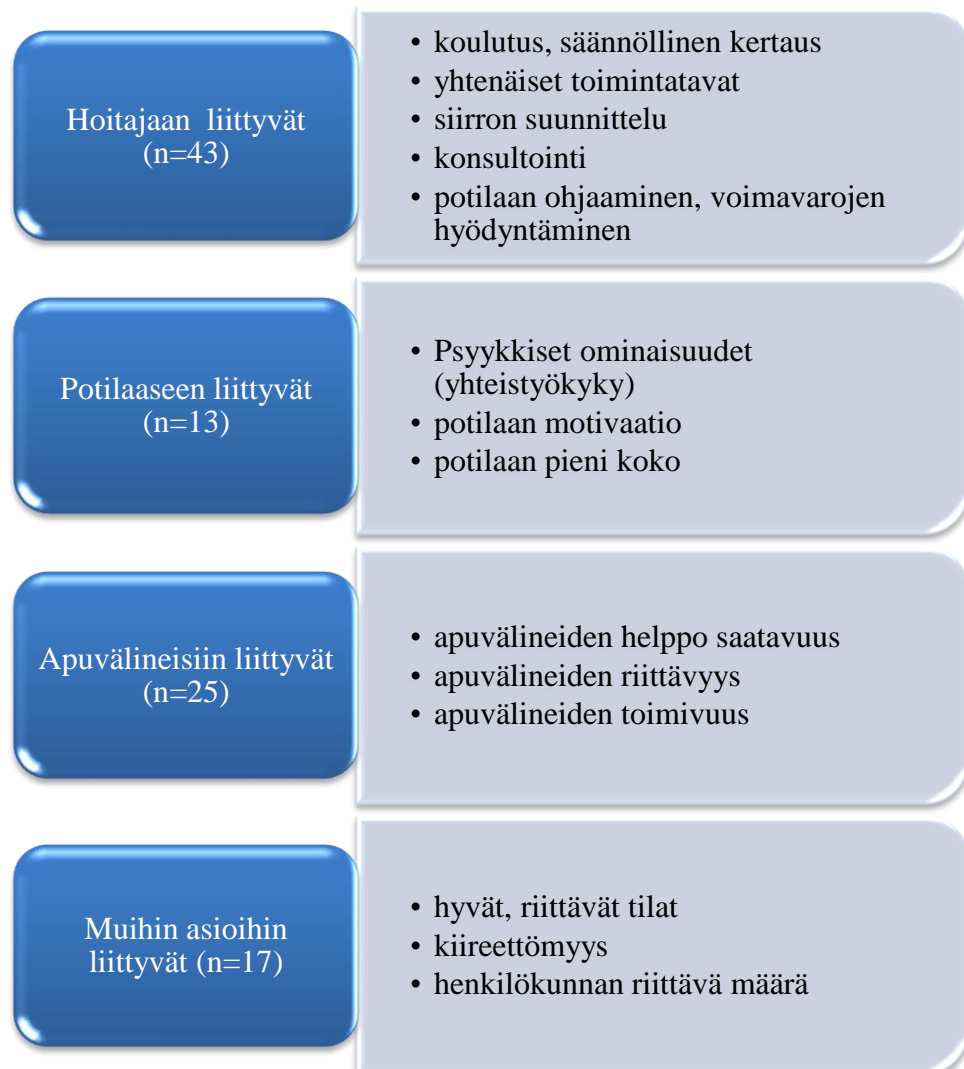 Hoitajaan liittyvät
(n=43)
• koulutus, säännöllinen kertaus
• yhtenäiset toimintatavat
• siirron suunnittelu
• konsultointi
• potilaan ohjaaminen, voimavarojen
hyödyntäminen
Potilaaseen liittyvät
(n=13)
• Psyykkiset ominaisuudet
(yhteistyökyky)
• potilaan motivaatio
• potilaan pieni koko
Apuvälineisiin liittyvät
(n=25)
• apuvälineiden helppo saatavuus
• apuvälineiden riittävyys
• apuvälineiden toimivuus
Muihin asioihin
liittyvät (n=17)
• hyvät, riittävät tilat
• kiireettömyys
• henkilökunnan riittävä määrä